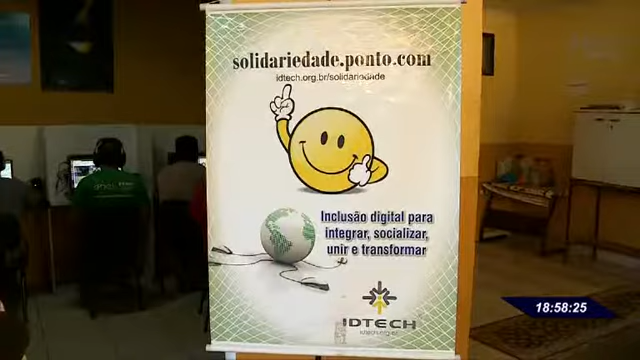 solidariedade.ponto.com
idtech.org.br/solidariedade
Inclusão digital para
integrar, socializar,
unir e transformar
IDTECH
18:58:25